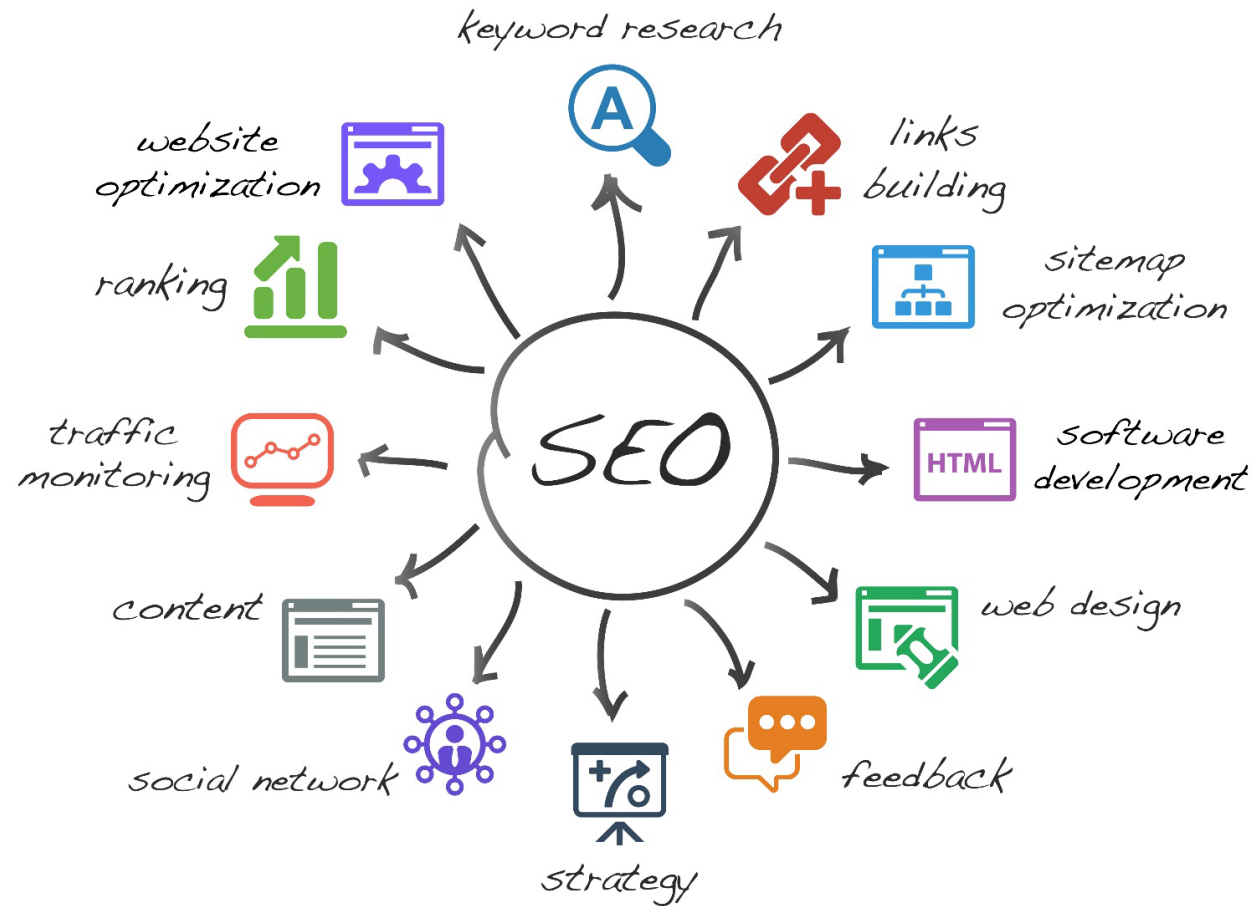 keyword research
A
links
building
sitemap
optimization
HTML
software
development
web design
feedback
strategy
social network
content
traffic
monitoring
ranking
website
optimization
SEO